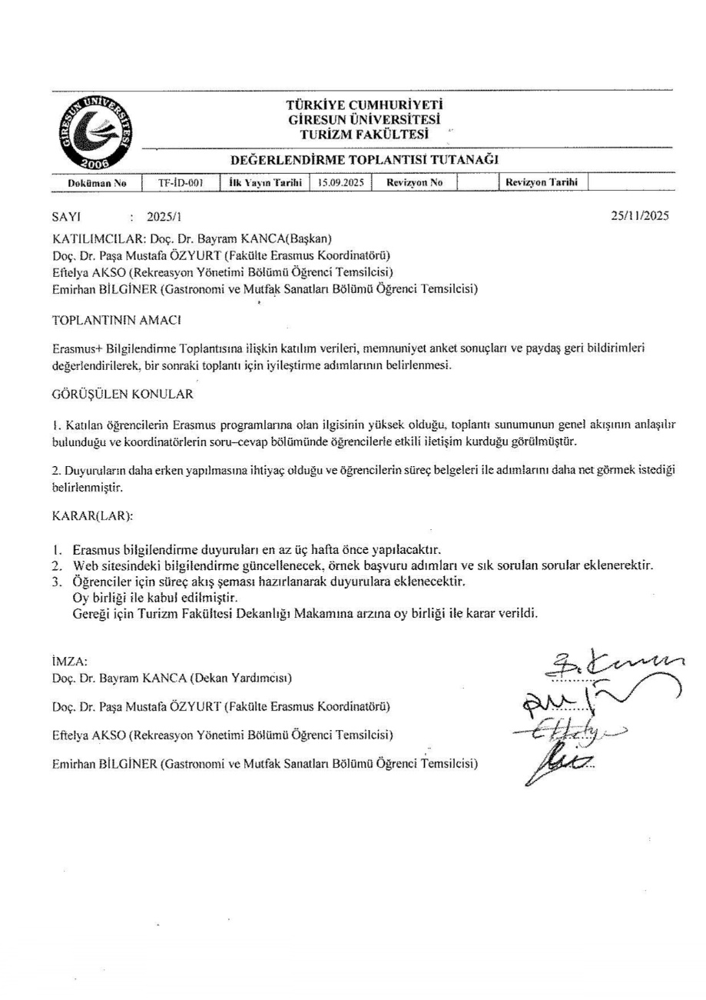 GİRESUN ÜNİVERSİTESİ
2006
TÜRKİYE CUMHURİYETİ
GİRESUN ÜNİVERSİTESİ
TURİZM FAKÜLTESİ
DEĞERLENDİRME TOPLANTISI TUTANAĞI
Doküman No TF-İD-001 İlk Yayın Tarihi 15.09.2025 Revizyon No Revizyon Tarihi
SAYI : 2025/1 25/11/2025
KATILIMCILAR: Doç. Dr. Bayram KANCA(Başkan)
Doç. Dr. Paşa Mustafa ÖZYURT (Fakülte Erasmus Koordinatörü)
Eftelya AKSO (Rekreasyon Yönetimi Bölümü Öğrenci Temsilcisi)
Emirhan BİLGİNER (Gastronomi ve Mutfak Sanatları Bölümü Öğrenci Temsilcisi)
TOPLANTININ AMACI
Erasmus+ Bilgilendirme Toplantısına ilişkin katılım verileri, memnuniyet anket sonuçları ve paydaş geri bildirimleri
değerlendirilerek, bir sonraki toplantı için iyileştirme adımlarının belirlenmesi.
GÖRÜŞÜLEN KONULAR
1. Katılan öğrencilerin Erasmus programlarına olan ilgisinin yüksek olduğu, toplantı sunumunun genel akışının anlaşılır
bulunduğu ve koordinatörlerin soru–cevap bölümünde öğrencilerle etkili iletişim kurduğu görülmüştür.
2. Duyuruların daha erken yapılmasına ihtiyaç olduğu ve öğrencilerin süreç belgeleri ile adımlarını daha net görmek istediği
belirlenmiştir.
KARAR(LAR):
1. Erasmus bilgilendirme duyuruları en az üç hafta önce yapılacaktır.
2. Web sitesindeki bilgilendirme güncellenecek, örnek başvuru adımları ve sık sorulan sorular eklenerektir.
3. Öğrenciler için süreç akış şeması hazırlanarak duyurulara eklenecektir.
Oy birliği ile kabul edilmiştir.
Gereği için Turizm Fakültesi Dekanlığı Makamına arzına oy birliği ile karar verildi.
İMZA:
Doç. Dr. Bayram KANCA (Dekan Yardımcısı)
Doç. Dr. Paşa Mustafa ÖZYURT (Fakülte Erasmus Koordinatörü)
Eftelya AKSO (Rekreasyon Yönetimi Bölümü Öğrenci Temsilcisi)
Emirhan BİLGİNER (Gastronomi ve Mutfak Sanatları Bölümü Öğrenci Temsilcisi)